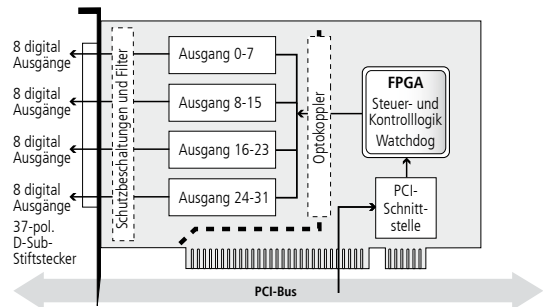 8 digital
Ausgänge
8 digital
Ausgänge
8 digital
Ausgänge
8 digital
Ausgänge
37-pol.
D-Sub-
Stiftstecker
Schutzbeschaltungen und Filter
Ausgang 0-7
Ausgang 8-15
Ausgang 16-23
Ausgang 24-31
Optokoppler
FPGA
Steuer- und
Kontrolllogik
Watchdog
PCI-
Schnitt-
stelle
PCI-Bus